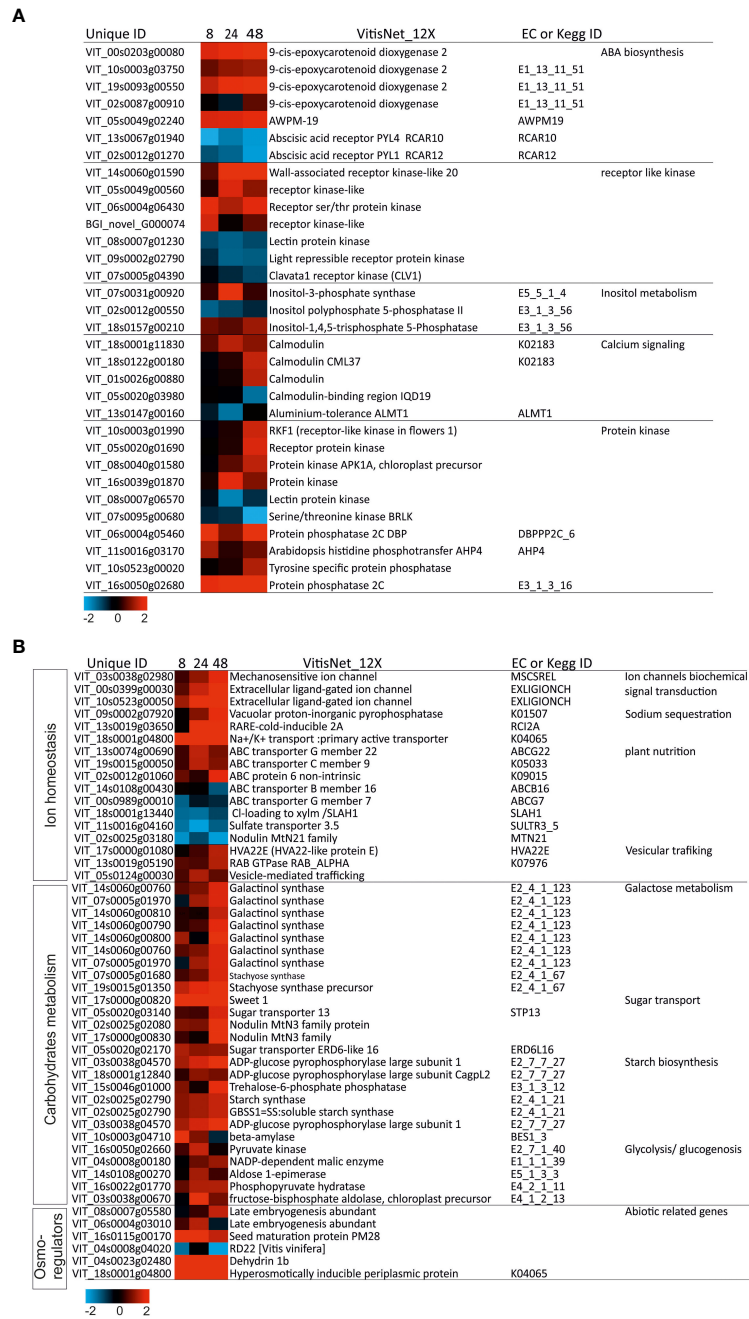 A
Unique ID 8 24 48 VitisNet_12X EC or Kegg ID
VIT_00s0203g00080 9-cis-epoxycarotenoid dioxygenase 2 ABA biosynthesis
VIT_10s0003g03750 9-cis-epoxycarotenoid dioxygenase 2 E1_13_11_51
VIT_19s0093g00550 9-cis-epoxycarotenoid dioxygenase 2 E1_13_11_51
VIT_02s0087g00910 9-cis-epoxycarotenoid dioxygenase E1_13_11_51
VIT_05s0049g02240 AWPM-19 AWPM19
VIT_13s0067g01940 Abscisic acid receptor PYL4 RCAR10 RCAR10
VIT_02s0012g01270 Abscisic acid receptor PYL1 RCAR12 RCAR12
VIT_14s0060g01590 Wall-associated receptor kinase-like 20 receptor like kinase
VIT_05s0049g00560 receptor kinase-like
VIT_06s0004g06430 Receptor ser/thr protein kinase
BGI_novel_G000074 receptor kinase-like
VIT_08s0007g01230 Lectin protein kinase
VIT_09s0002g02790 Light repressible receptor protein kinase
VIT_07s0005g04390 Clavata1 receptor kinase (CLV1)
VIT_07s0031g00920 Inositol-3-phosphate synthase E5_5_1_4 Inositol metabolism
VIT_02s0012g00550 Inositol polyphosphate 5-phosphatase II E3_1_3_56
VIT_18s0157g00210 Inositol-1,4,5-trisphosphate 5-Phosphatase E3_1_3_56
VIT_18s0001g11830 Calmodulin K02183 Calcium signaling
VIT_18s0122g00180 Calmodulin CML37 K02183
VIT_01s0026g00880 Calmodulin
VIT_05s0020g03980 Calmodulin-binding region IQD19
VIT_13s0147g00160 Aluminium-tolerance ALMT1 ALMT1
VIT_10s0003g01990 RKF1 (receptor-like kinase in flowers 1) Protein kinase
VIT_05s0020g01690 Receptor protein kinase
VIT_08s0040g01580 Protein kinase APK1A, chloroplast precursor
VIT_16s0039g01870 Protein kinase
VIT_08s0007g06570 Lectin protein kinase
VIT_07s0095g00680 Serine/threonine kinase BRLK
VIT_06s0004g05460 Protein phosphatase 2C DBP DBPPP2C_6
VIT_11s0016g03170 Arabidopsis histidine phosphotransfer AHP4 AHP4
VIT_10s0523g00020 Tyrosine specific protein phosphatase
VIT_16s0050g02680 Protein phosphatase 2C E3_1_3_16
-2 0 2
B
Unique ID 8 24 48 VitisNet_12X EC or Kegg ID
Ion homeostasis
VIT_03s0038g02980 Mechanosensitive ion channel MSCSREL Ion channels biochemical
VIT_00s0399g00030 Extracellular ligand-gated ion channel EXLIGIONCH signal transduction
VIT_10s0523g00050 Extracellular ligand-gated ion channel EXLIGIONCH
VIT_09s0002g07920 Vacuolar proton-inorganic pyrophosphatase K01507 Sodium sequestration
VIT_13s0019g03650 RARE-cold-inducible 2A RCI2A
VIT_18s0001g04800 Na+/K+ transport :primary active transporter K04065
VIT_13s0074g00690 ABC transporter G member 22 ABCG22 plant nutrition
VIT_19s0015g00050 ABC transporter C member 9 K05033
VIT_02s0012g01060 ABC protein 6 non-intrinsic K09015
VIT_14s0108g00430 ABC transporter B member 16 ABCB16
VIT_00s0989g00010 ABC transporter G member 7 ABCG7
VIT_18s0001g13440 Cl-loading to xylm /SLAH1 SLAH1
VIT_11s0016g04160 Sulfate transporter 3.5 SULTR3_5
VIT_02s0025g03180 Nodulin MtN21 family MTN21
VIT_17s0000g01080 HVA22E (HVA22-like protein E) HVA22E Vesicular trafiking
VIT_13s0019g05190 RAB GTPase RAB_ALPHA K07976
VIT_05s0124g00030 Vesicle-mediated trafficking
Carbohydrates metabolism
VIT_14s0060g00760 Galactinol synthase E2_4_1_123 Galactose metabolism
VIT_07s0005g01970 Galactinol synthase E2_4_1_123
VIT_14s0060g00810 Galactinol synthase E2_4_1_123
VIT_14s0060g00790 Galactinol synthase E2_4_1_123
VIT_14s0060g00800 Galactinol synthase E2_4_1_123
VIT_14s0060g00760 Galactinol synthase E2_4_1_123
VIT_07s0005g01970 Galactinol synthase E2_4_1_123
VIT_07s0005g01680 Stachyose synthase E2_4_1_67
VIT_19s0015g01350 Stachyose synthase precursor E2_4_1_67
VIT_17s0000g00820 Sweet 1 Sugar transport
VIT_05s0020g03140 Sugar transporter 13 STP13
VIT_02s0025g02080 Nodulin MtN3 family protein
VIT_17s0000g00830 Nodulin MtN3 family
VIT_05s0020g02170 Sugar transporter ERD6-like 16 ERD6L16
VIT_03s0038g04570 ADP-glucose pyrophosphorylase large subunit 1 E2_7_7_27 Starch biosynthesis
VIT_18s0001g12840 ADP-glucose pyrophosphorylase large subunit CagpL2 E2_7_7_27
VIT_15s0046g01000 Trehalose-6-phosphate phosphatase E3_1_3_12
VIT_02s0025g02790 Starch synthase E2_4_1_21
VIT_02s0025g02790 GBSS1=SS:soluble starch synthase E2_4_1_21
VIT_03s0038g04570 ADP-glucose pyrophosphorylase large subunit 1 E2_7_7_27
VIT_10s0003g04710 beta-amylase BES1_3
VIT_16s0050g02660 Pyruvate kinase E2_7_1_40 Glycolysis/ glucogenosis
VIT_04s0008g00180 NADP-dependent malic enzyme E1_1_1_39
VIT_14s0108g00270 Aldose 1-epimerase E5_1_3_3
VIT_16s0022g01770 Phosphopyruvate hydratase E4_2_1_11
VIT_03s0038g00670 fructose-bisphosphate aldolase, chloroplast precursor E4_1_2_13
Osmo-
regulators
VIT_08s0007g05580 Late embryogenesis abundant Abiotic related genes
VIT_06s0004g03010 Late embryogenesis abundant
VIT_16s0115g00170 Seed maturation protein PM28
VIT_04s0008g04020 RD22 [Vitis vinifera]
VIT_04s0023g02480 Dehydrin 1b
VIT_18s0001g04800 Hyperosmotically inducible periplasmic protein K04065
-2 0 2